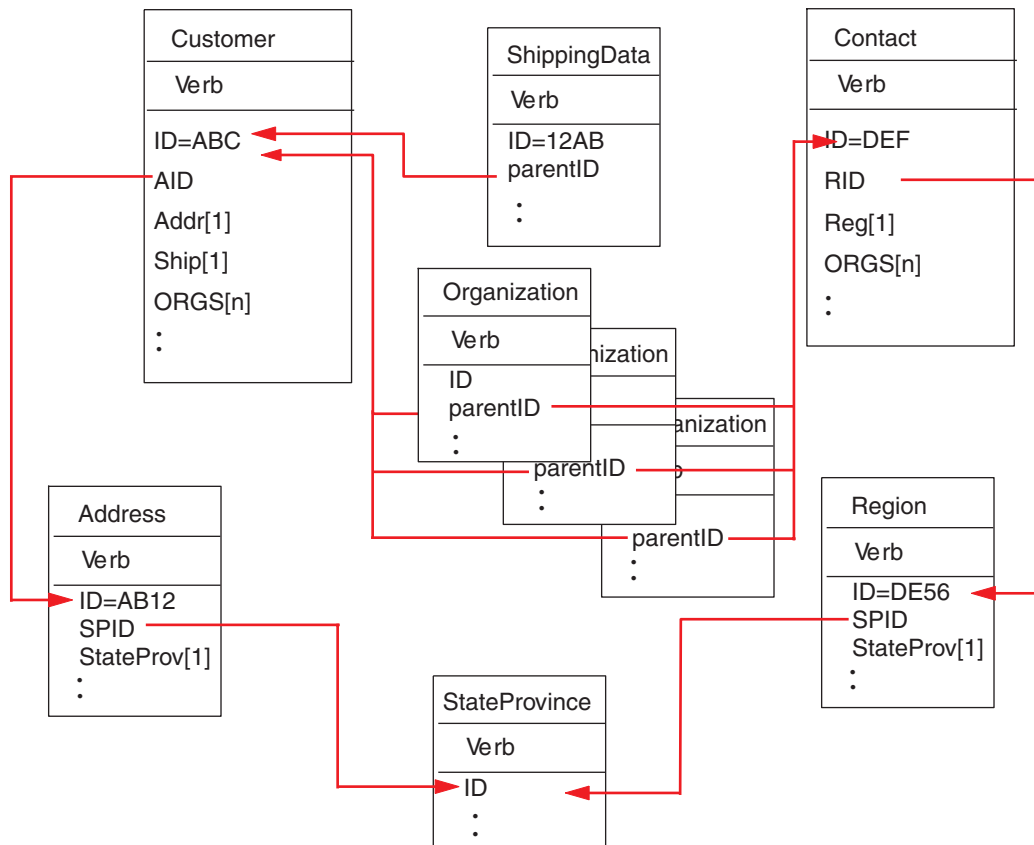 Customer
Verb
ID=ABC
AID
Addr[1]
Ship[1]
ORGS[n]
:
ShippingData
Verb
ID=12AB
parentID
:
Contact
Verb
ID=DEF
RID
Reg[1]
ORGS[n]
:
Organization
Verb
ID
parentID
:
nization
parentID
:
anization
parentID
:
Address
Verb
ID=AB12
SPID
StateProv[1]
:
StateProvince
Verb
ID
:
Region
Verb
ID=DE56
SPID
StateProv[1]
: